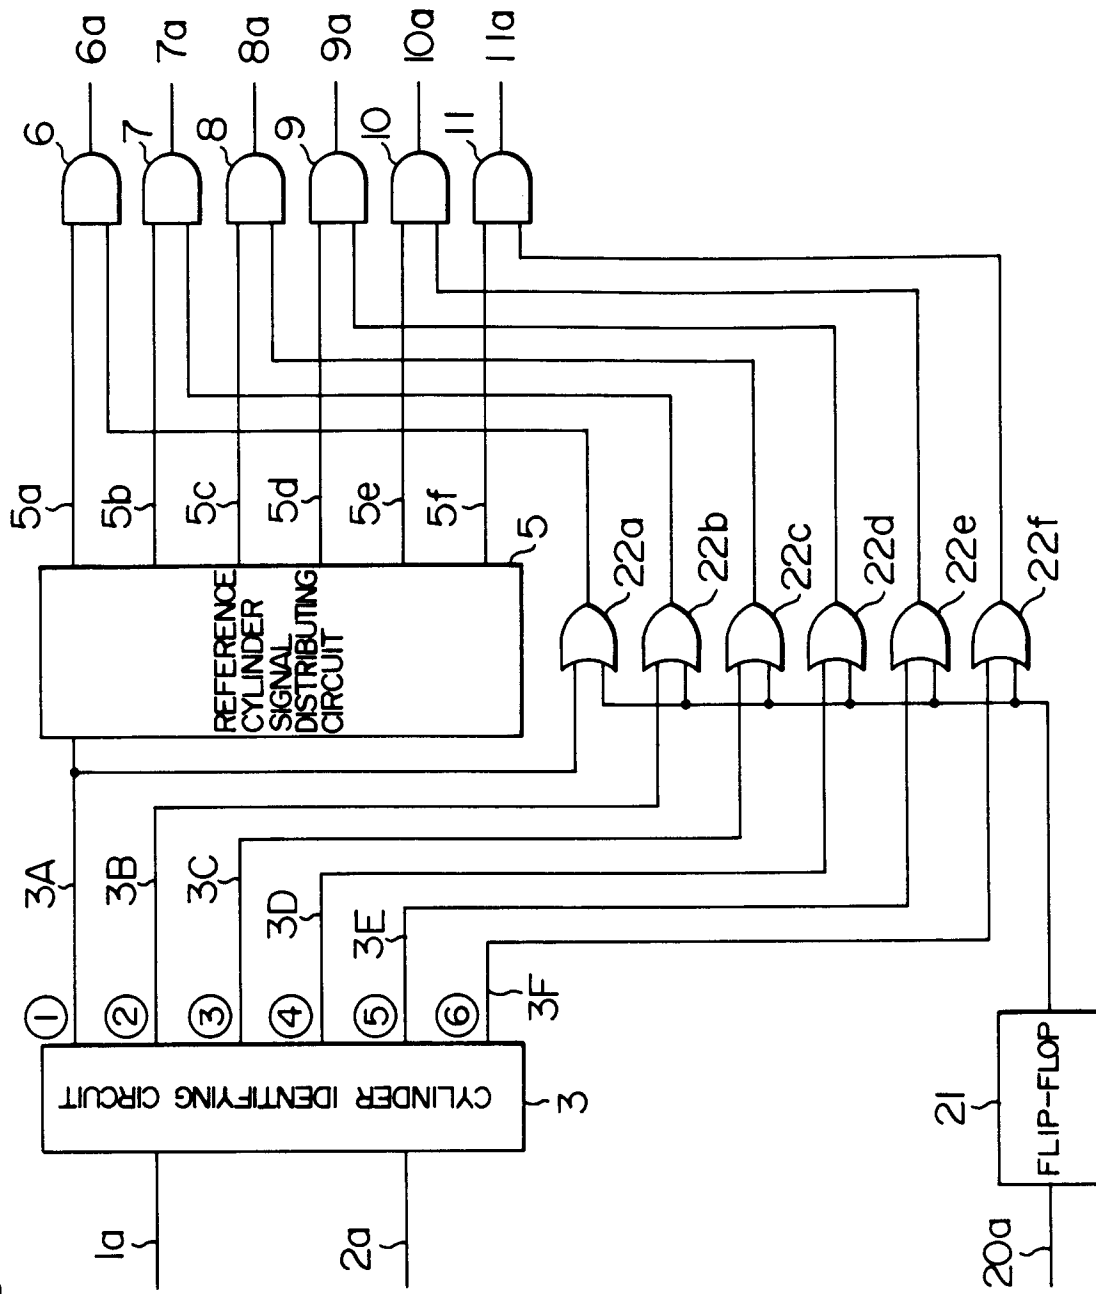 6a
7a
8a
9a
10a
11a
6
7
8
9
10
11
5a
5b
5c
5d
5e
5f
5
REFERENCE
CYLINDER
SIGNAL
DISTRIBUTING
CIRCUIT
22a
22b
22c
22d
22e
22f
3A
3B
3C
3D
3E
3F
①
②
③
④
⑤
⑥
CYLINDER IDENTIFYING CIRCUIT
3
1a
2a
21
FLIP-FLOP
20a